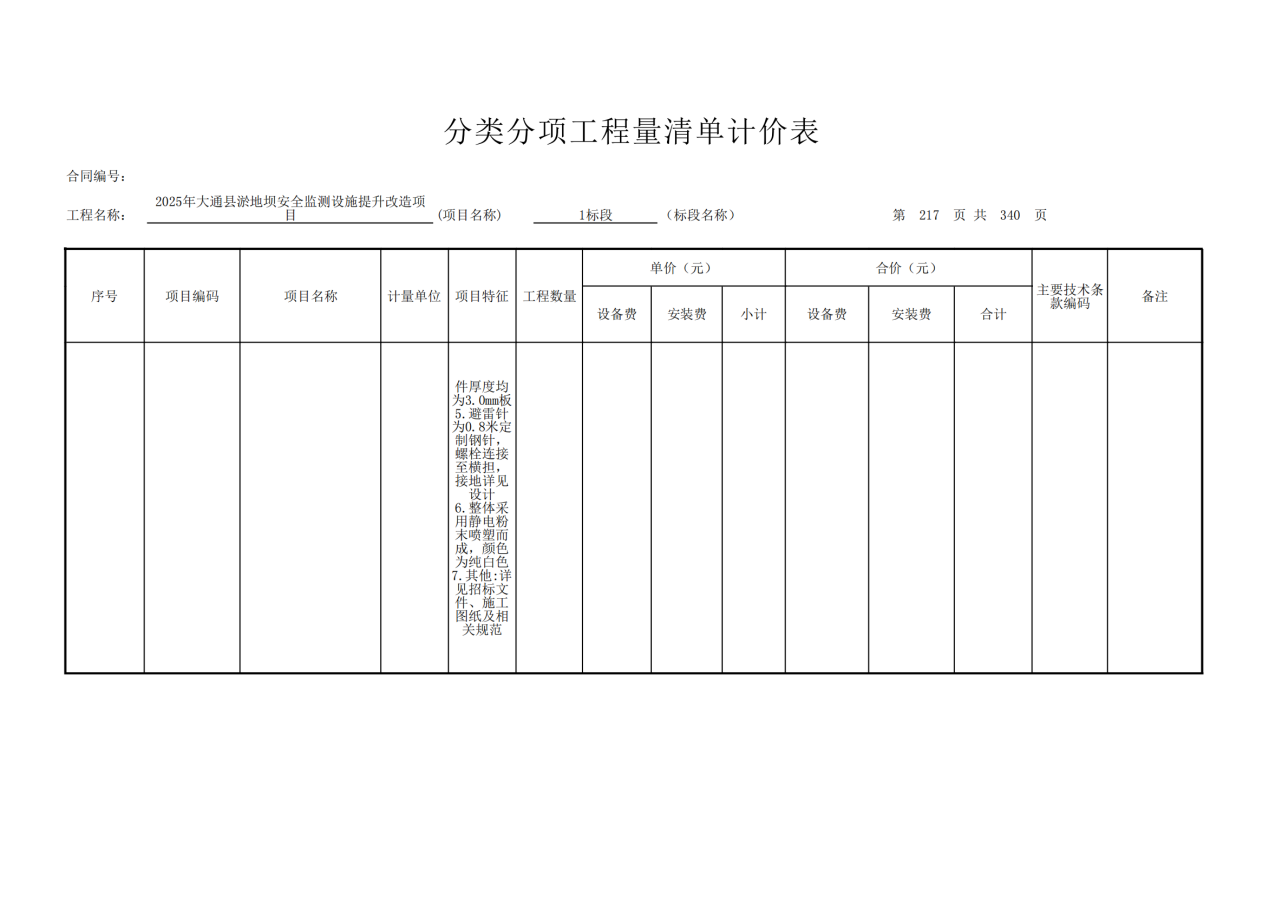 分类分项工程量清单计价表
合同编号：
2025年大通县淤地坝安全监测设施提升改造项
工程名称： 目 (项目名称) 1标段 （标段名称） 第 217 页 共 340 页
单价（元） 合价（元）
序号 项目编码 项目名称 计量单位 项目特征 工程数量 主要技术条
款编码 备注
设备费 安装费 小计 设备费 安装费 合计
件厚度均
为3.0mm板
5.避雷针
为0.8米定
制钢针，
螺栓连接
至横担，
接地详见
设计
6.整体采
用静电粉
末喷塑而
成，颜色
为纯白色
7.其他:详
见招标文
件、施工
图纸及相
关规范